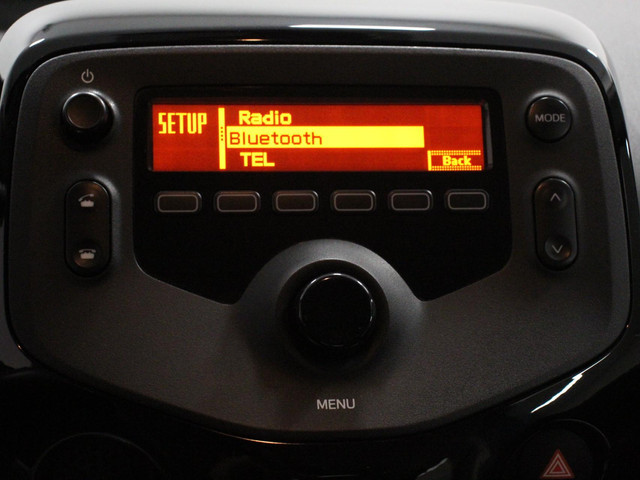 SETUP
Radio
Bluetooth
TEL
Back
MODE
MENU